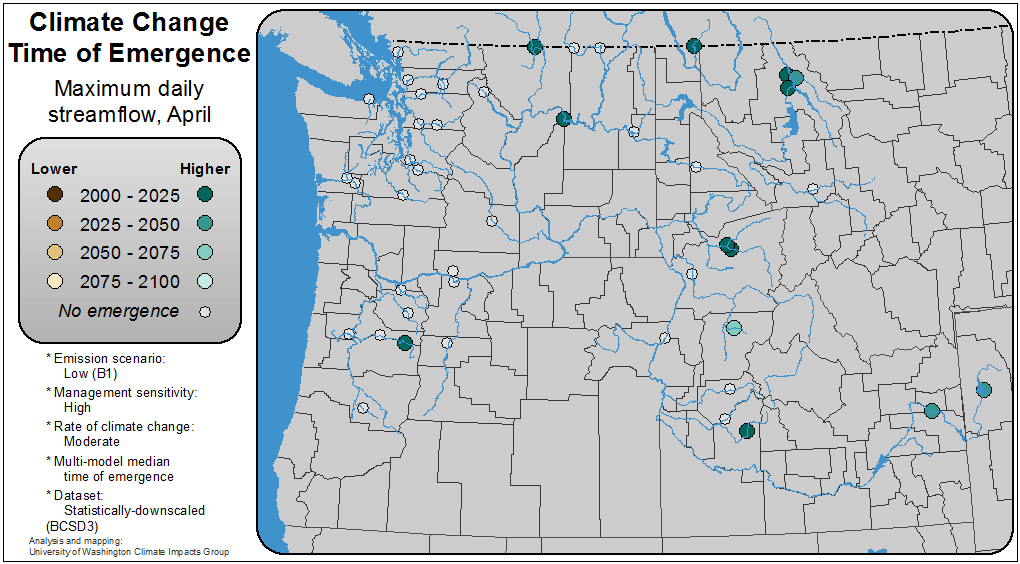 Climate Change
Time of Emergence
Maximum daily
streamflow, April
Lower Higher
2000 - 2025
2025 - 2050
2050 - 2075
2075 - 2100
No emergence
* Emission scenario:
Low (B1)
* Management sensitivity:
High
* Rate of climate change:
Moderate
* Multi-model median
time of emergence
* Dataset:
Statistically-downscaled
(BCSD3)
Analysis and mapping:
University of Washington Climate Impacts Group